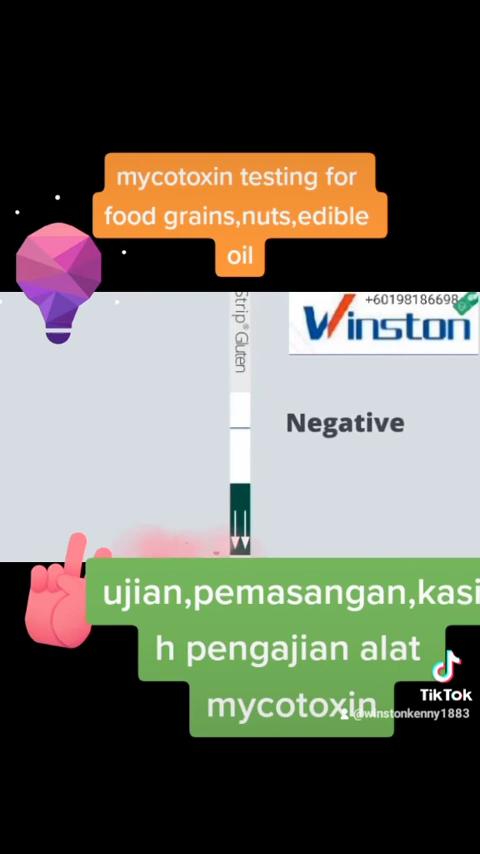 mycotoxin testing for
food grains,nuts,edible
oil
+60198186698
Winston
Strip® Gluten
Negative
ujian,pemasangan,kasi
h pengajian alat
mycotoxin
TikTok
@winstonkenny1883